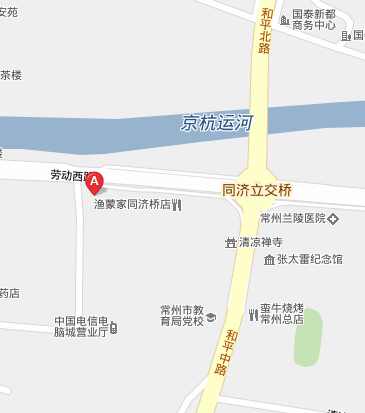 安苑
和平北路
国泰新都
商务中心
国
茶楼
京杭运河
劳动西路
A
同济立交桥
渔蒙家同济桥店
常州兰陵医院
清凉禅寺
张太雷纪念馆
药店
常州市教
育局党校
蛮牛烧烤
常州总店
中国电信电
脑城营业厅
和平中路